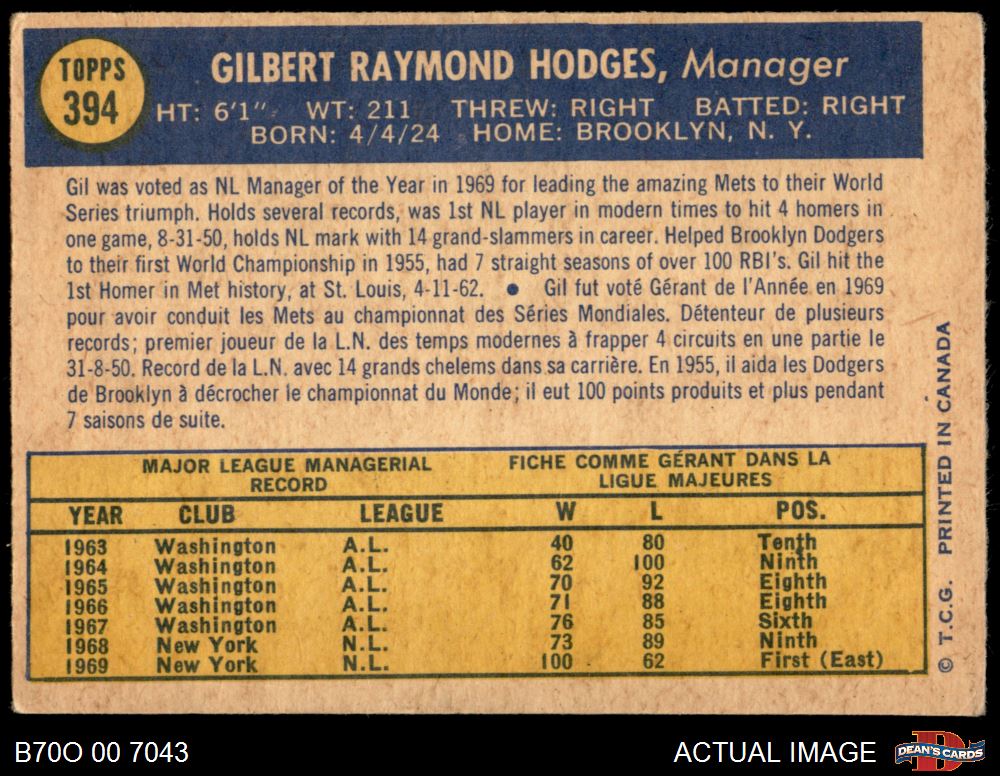 TOPPS
394
GILBERT RAYMOND HODGES, Manager
HT: 6'1" WT: 211 THREW: RIGHT BATTED: RIGHT
BORN: 4/4/24 HOME: BROOKLYN, N. Y.
Gil was voted as NL Manager of the Year in 1969 for leading the amazing Mets to their World
Series triumph. Holds several records, was 1st NL player in modern times to hit 4 homers in
one game, 8-31-50, holds NL mark with 14 grand-slammers in career. Helped Brooklyn Dodgers
to their first World Championship in 1955, had 7 straight seasons of over 100 RBI's. Gil hit the
1st Homer in Met history, at St. Louis, 4-11-62. ● Gil fut voté Gérant de l'Année en 1969
pour avoir conduit les Mets au championnat des Séries Mondiales. Détenteur de plusieurs
records; premier joueur de la L.N. des temps modernes à frapper 4 circuits en une partie le
31-8-50. Record de la L.N. avec 14 grands chelems dans sa carrière. En 1955, il aida les Dodgers
de Brooklyn à décrocher le championnat du Monde; il eut 100 points produits et plus pendant
7 saisons de suite.
MAJOR LEAGUE MANAGERIAL
RECORD
FICHE COMME GÉRANT DANS LA
LIGUE MAJEURES
YEAR CLUB LEAGUE W L POS.
1963 Washington A.L. 40 80 Tenth
1964 Washington A.L. 62 100 Ninth
1965 Washington A.L. 70 92 Eighth
1966 Washington A.L. 71 88 Eighth
1967 Washington A.L. 76 85 Sixth
1968 New York N.L. 73 89 Ninth
1969 New York N.L. 100 62 First (East)
© T.C.G. PRINTED IN CANADA
B70O 00 7043
ACTUAL IMAGE
DEAN'S CARDS